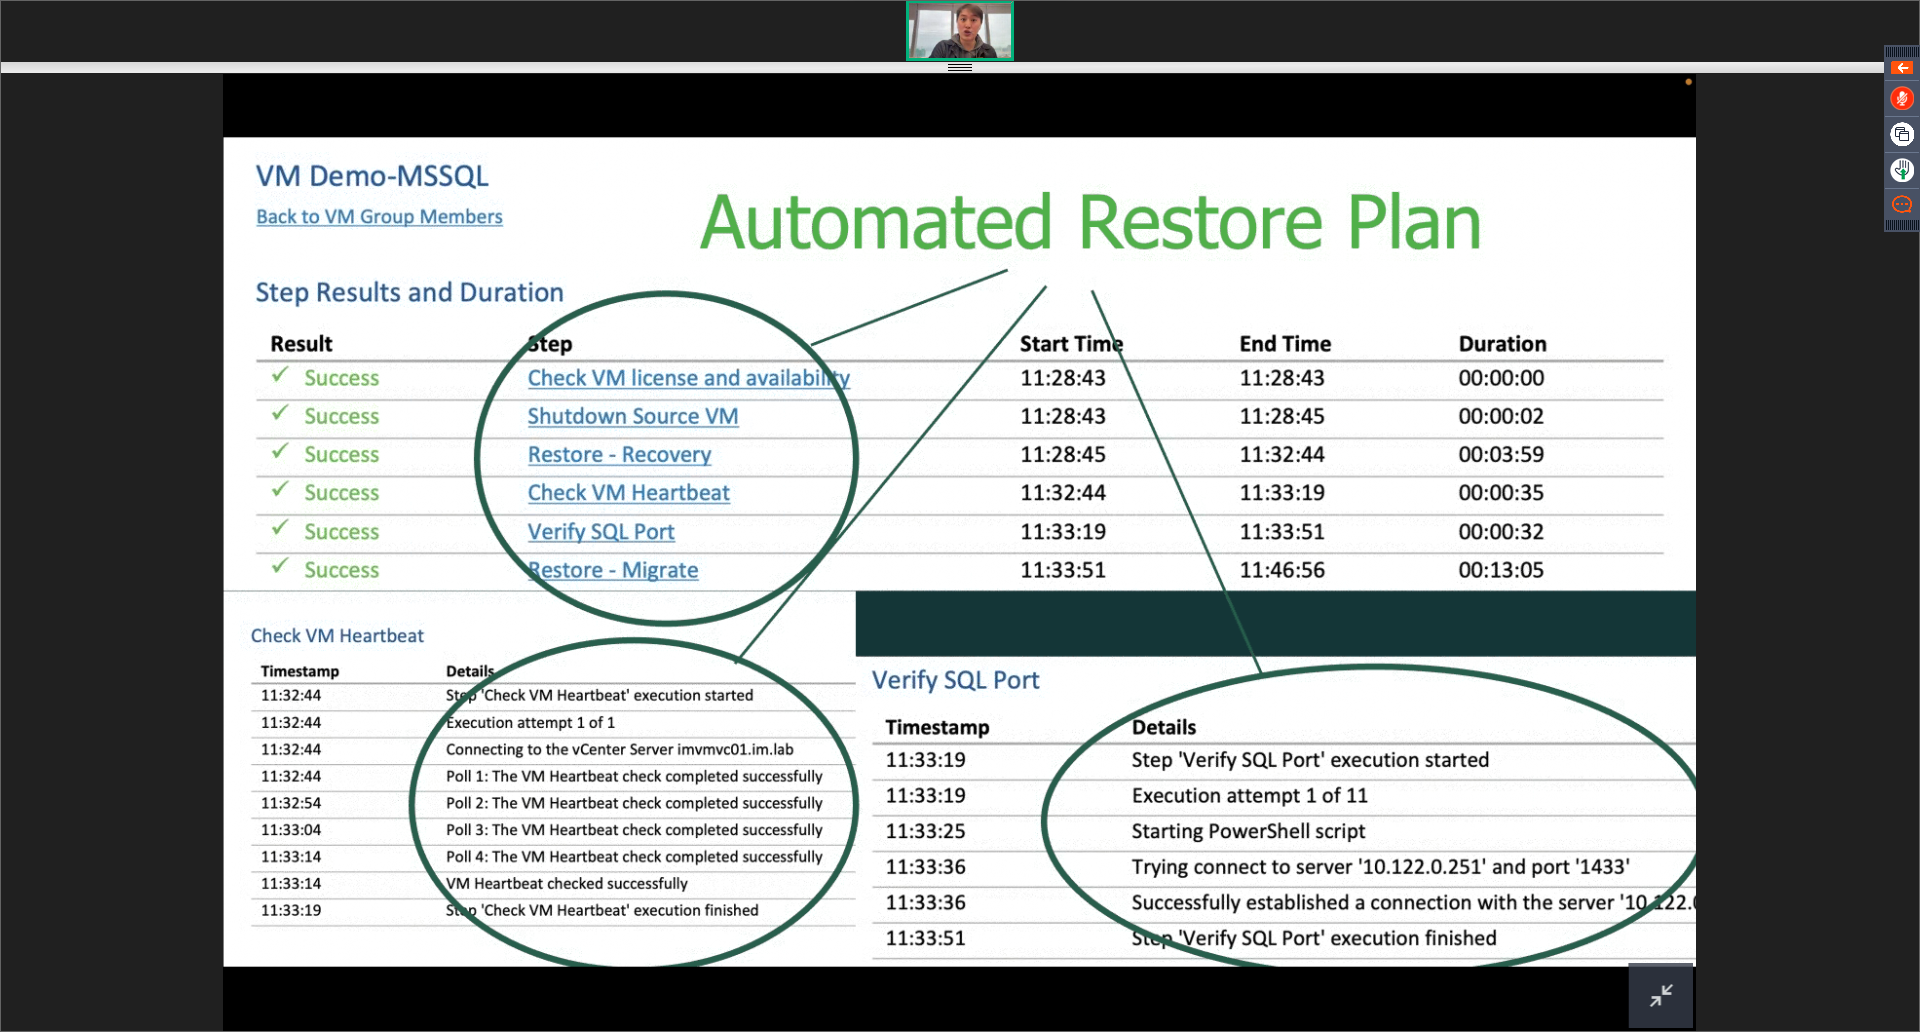 VM Demo-MSSQL
Back to VM Group Members
Automated Restore Plan
Step Results and Duration
Result Step Start Time End Time Duration
✓ Success Check VM license and availability 11:28:43 11:28:43 00:00:00
✓ Success Shutdown Source VM 11:28:43 11:28:45 00:00:02
✓ Success Restore - Recovery 11:28:45 11:32:44 00:03:59
✓ Success Check VM Heartbeat 11:32:44 11:33:19 00:00:35
✓ Success Verify SQL Port 11:33:19 11:33:51 00:00:32
✓ Success Restore - Migrate 11:33:51 11:46:56 00:13:05
Check VM Heartbeat
Timestamp Details
11:32:44 Step 'Check VM Heartbeat' execution started
11:32:44 Execution attempt 1 of 1
11:32:44 Connecting to the vCenter Server imvmvc01.im.lab
11:32:44 Poll 1: The VM Heartbeat check completed successfully
11:32:54 Poll 2: The VM Heartbeat check completed successfully
11:33:04 Poll 3: The VM Heartbeat check completed successfully
11:33:14 Poll 4: The VM Heartbeat check completed successfully
11:33:14 VM Heartbeat checked successfully
11:33:19 Step 'Check VM Heartbeat' execution finished
Verify SQL Port
Timestamp Details
11:33:19 Step 'Verify SQL Port' execution started
11:33:19 Execution attempt 1 of 11
11:33:25 Starting PowerShell script
11:33:36 Trying connect to server '10.122.0.251' and port '1433'
11:33:36 Successfully established a connection with the server '10.122.0
11:33:51 Step 'Verify SQL Port' execution finished